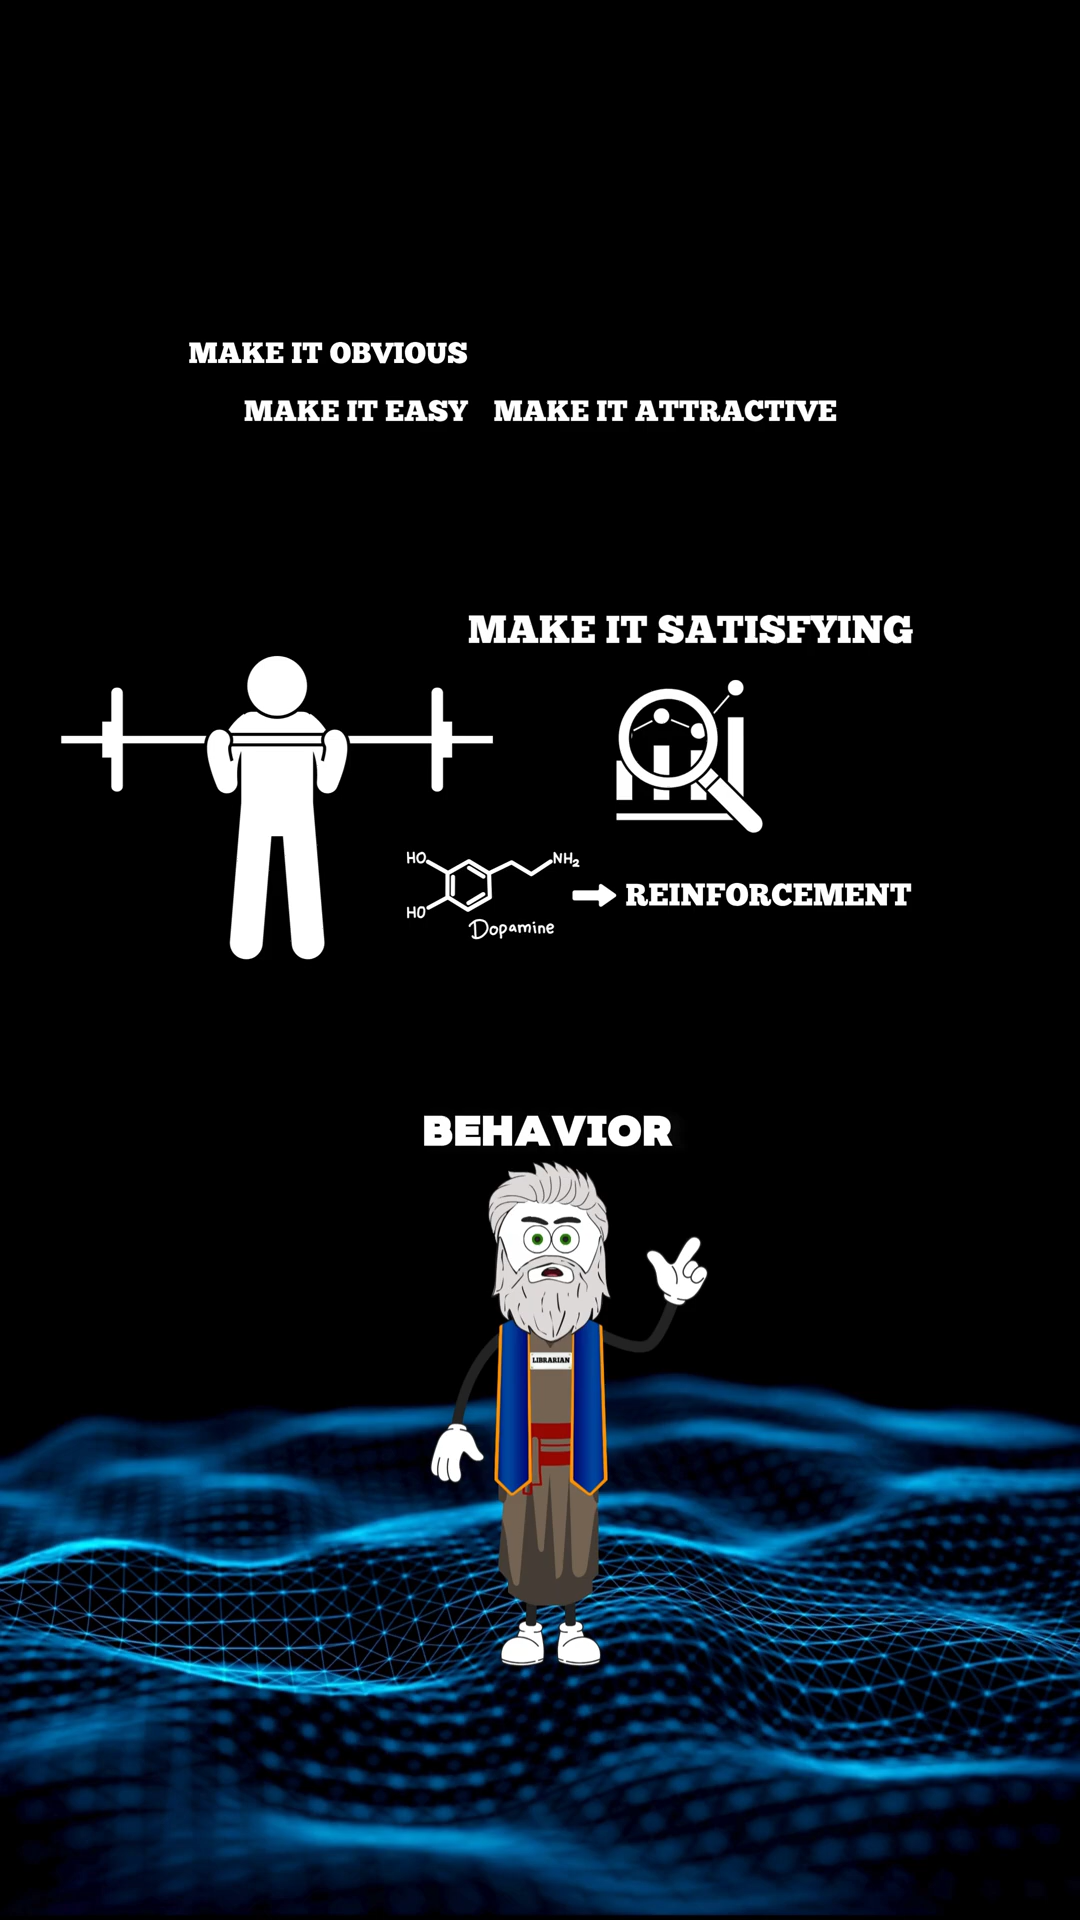 MAKE IT OBVIOUS
MAKE IT EASY MAKE IT ATTRACTIVE
MAKE IT SATISFYING
HO NH₂
HO
Dopamine
REINFORCEMENT
BEHAVIOR
LIBRARIAN